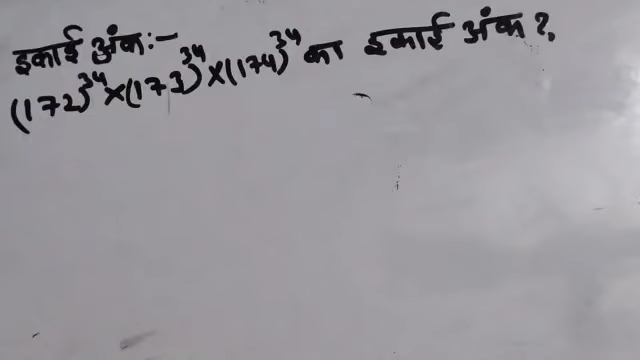 इकाई अंक:-
(172)³⁴×(173)³⁴×(174)³⁴ का इकाई अंक ?.